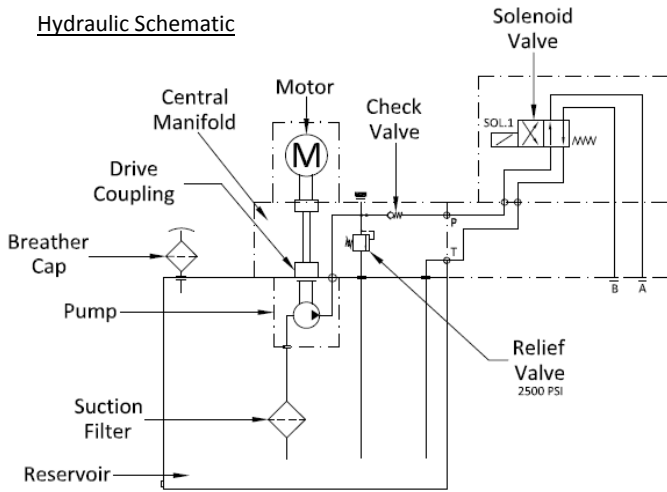 Hydraulic Schematic
Solenoid
Valve
Motor
Central
Manifold
Check
Valve
SOL.1
M
Drive
Coupling
P
Breather
Cap
T
B
A
Pump
Relief
Valve
2500 PSI
Suction
Filter
Reservoir